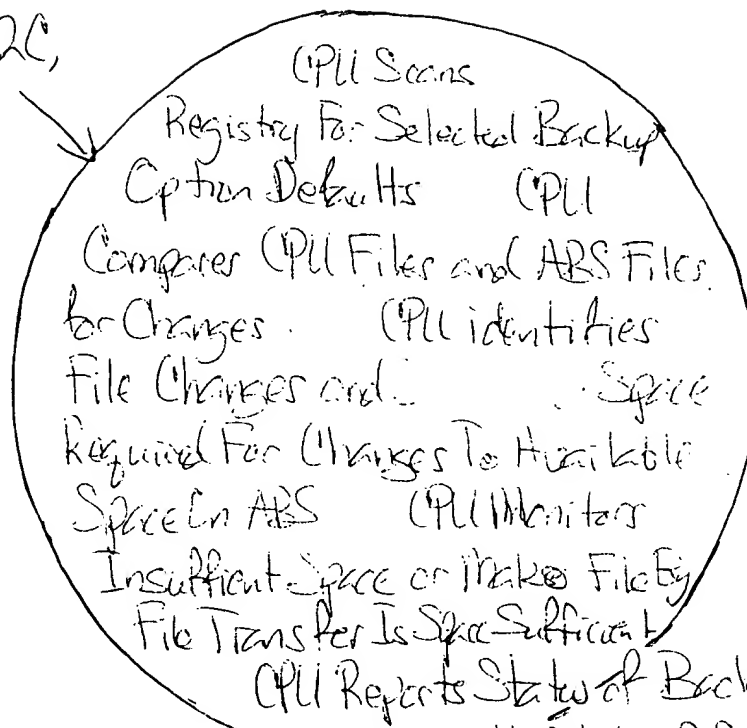 2C,
CPU Scans
Registry For Selected Backup
Option Defaults CPU
Compares CPU Files and ABS Files
for Changes. CPU identifies
File Changes and Space
Required For Changes To Available
Space On ABS CPU Monitors
Insufficient Space or Makes File By
File Transfer Is Space Sufficient
CPU Reports Status of Back